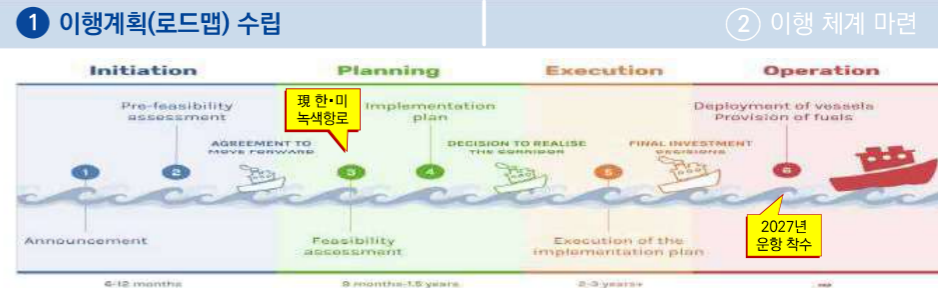 1 이행계획(로드맵) 수립
2 이행 체계 마련
Initiation
Planning
Execution
Operation
Pre-feasibility
assessment
現 한•미
녹색항로
Implementation
plan
Deployment of vessels
Provision of fuels
AGREEMENT TO
MOVE FORWARD
DECISION TO REALISE
THE CORRIDOR
FINAL INVESTMENT
DECISIONS
1
2
3
4
5
6
Announcement
Feasibility
assessment
Execution of the
implementation plan
2027년
운항 착수
6-12 months
9 months-1.5 years
2-3 years+